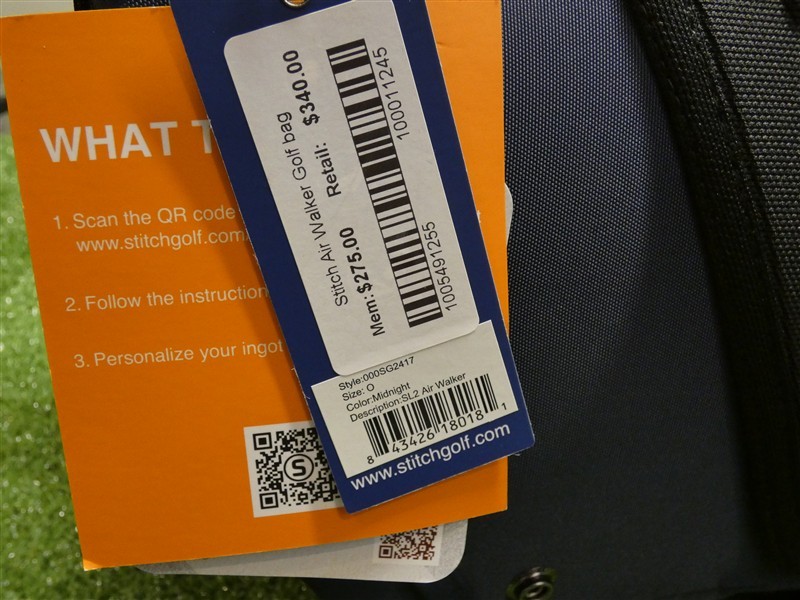 WHAT T
1. Scan the QR code
www.stitchgolf.com
2. Follow the instruction
3. Personalize your ingot
Stitch Air Walker Golf bag
Mem: $275.00 Retail: $340.00
1005491255 100011245
Style:000SG2417
Size: O
Color:Midnight
Description:SL2 Air Walker
8 43426 18018 1
www.stitchgolf.com
S